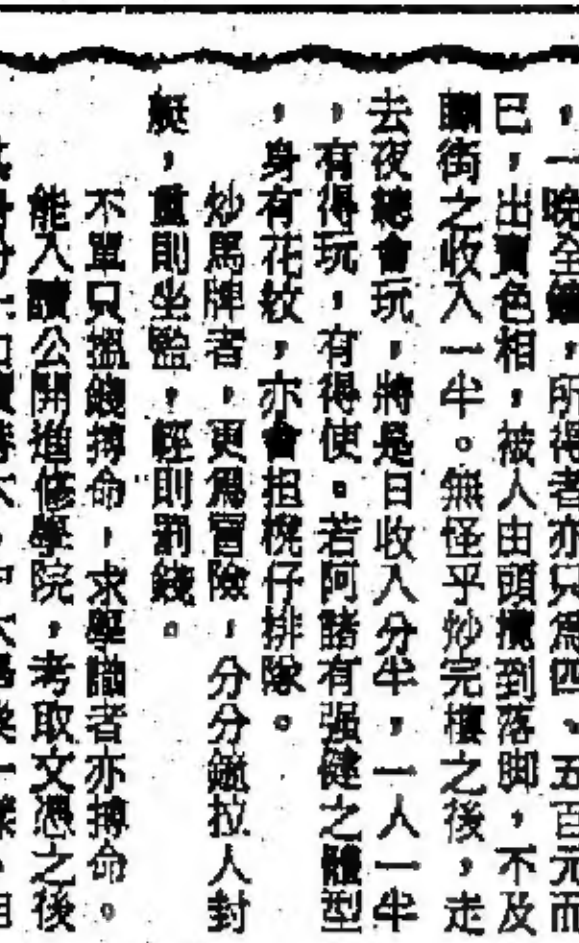 ，一晚全鐘，所得者亦只爲四、五百元而
已，出賣色相，被人由頭攬到落脚，不及
瞓街之收入一半。無怪乎炒完樓之後，走
去夜總會玩，將是日收入分半，一人一半
，有得玩，有得使。若阿諸有强健之體型
，身有花紋，亦會担櫈仔排隊。
炒馬牌者，更爲冒險，分分鐘拉人封
艇，重則坐監，輕則罰錢。
不單只搵錢搏命，求學識者亦搏命。
能入讀公開進修學院，考取文憑之後